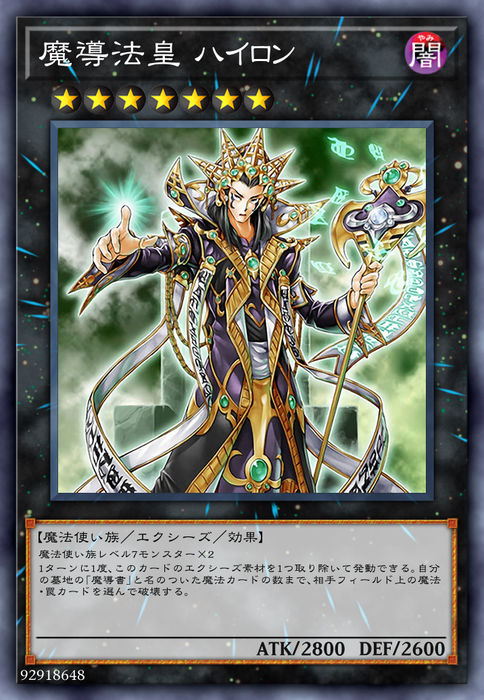 魔導法皇 ハイロン
やみ
闇
【魔法使い族／エクシーズ／効果】
魔法使い族レベル7モンスター×2
1ターンに1度、このカードのエクシーズ素材を1つ取り除いて発動できる。自分
の墓地の「魔導書」と名のついた魔法カードの数まで、相手フィールド上の魔法
・罠カードを選んで破壊する。
ATK/2800 DEF/2600
92918648